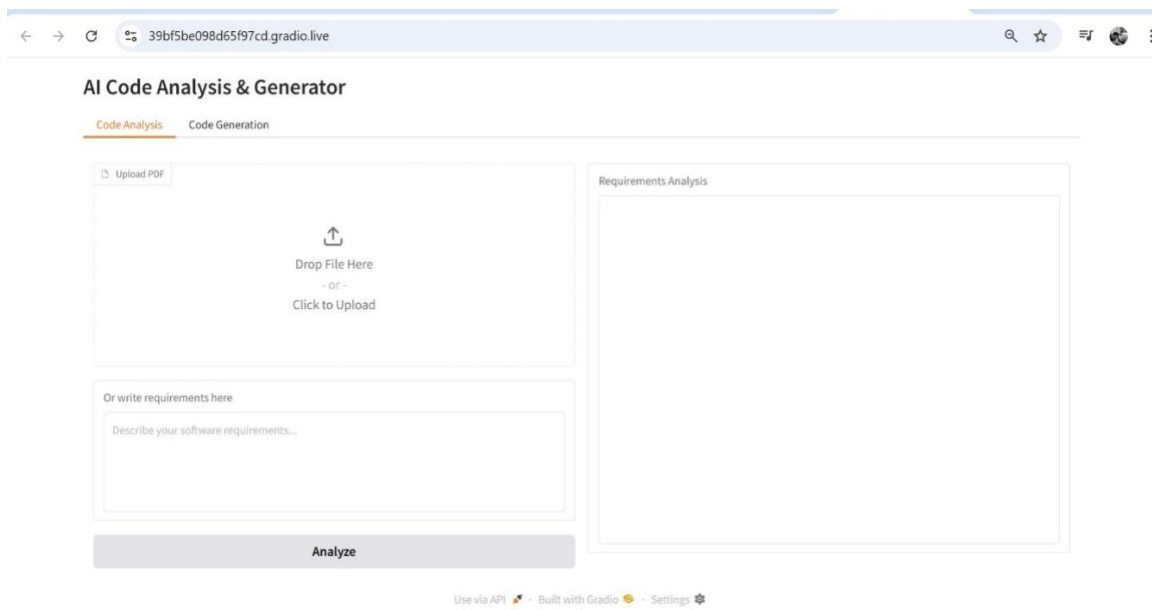 39bf5be098d65f97cd.gradio.live
AI Code Analysis & Generator
Code Analysis Code Generation
Upload PDF
Drop File Here
- or -
Click to Upload
Or write requirements here
Describe your software requirements...
Analyze
Requirements Analysis
Use via API · Built with Gradio · Settings